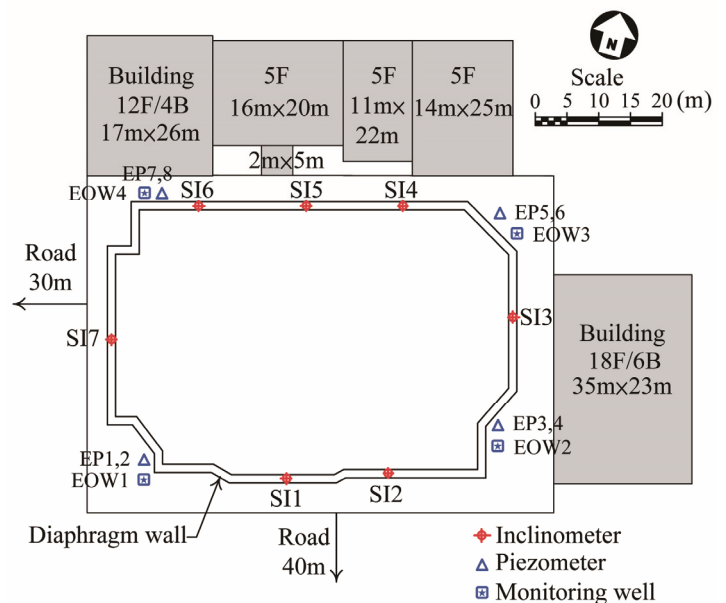 N
Scale
0 5 10 15 20 (m)
Building
12F/4B
17m×26m
5F
16m×20m
5F
11m×
22m
5F
14m×25m
2m×5m
EP7,8
EOW4
SI6
SI5
SI4
EP5,6
EOW3
Road
30m
SI7
SI3
Building
18F/6B
35m×23m
EP3,4
EOW2
EP1,2
EOW1
SI1
SI2
Diaphragm wall
Road
40m
Inclinometer
Piezometer
Monitoring well